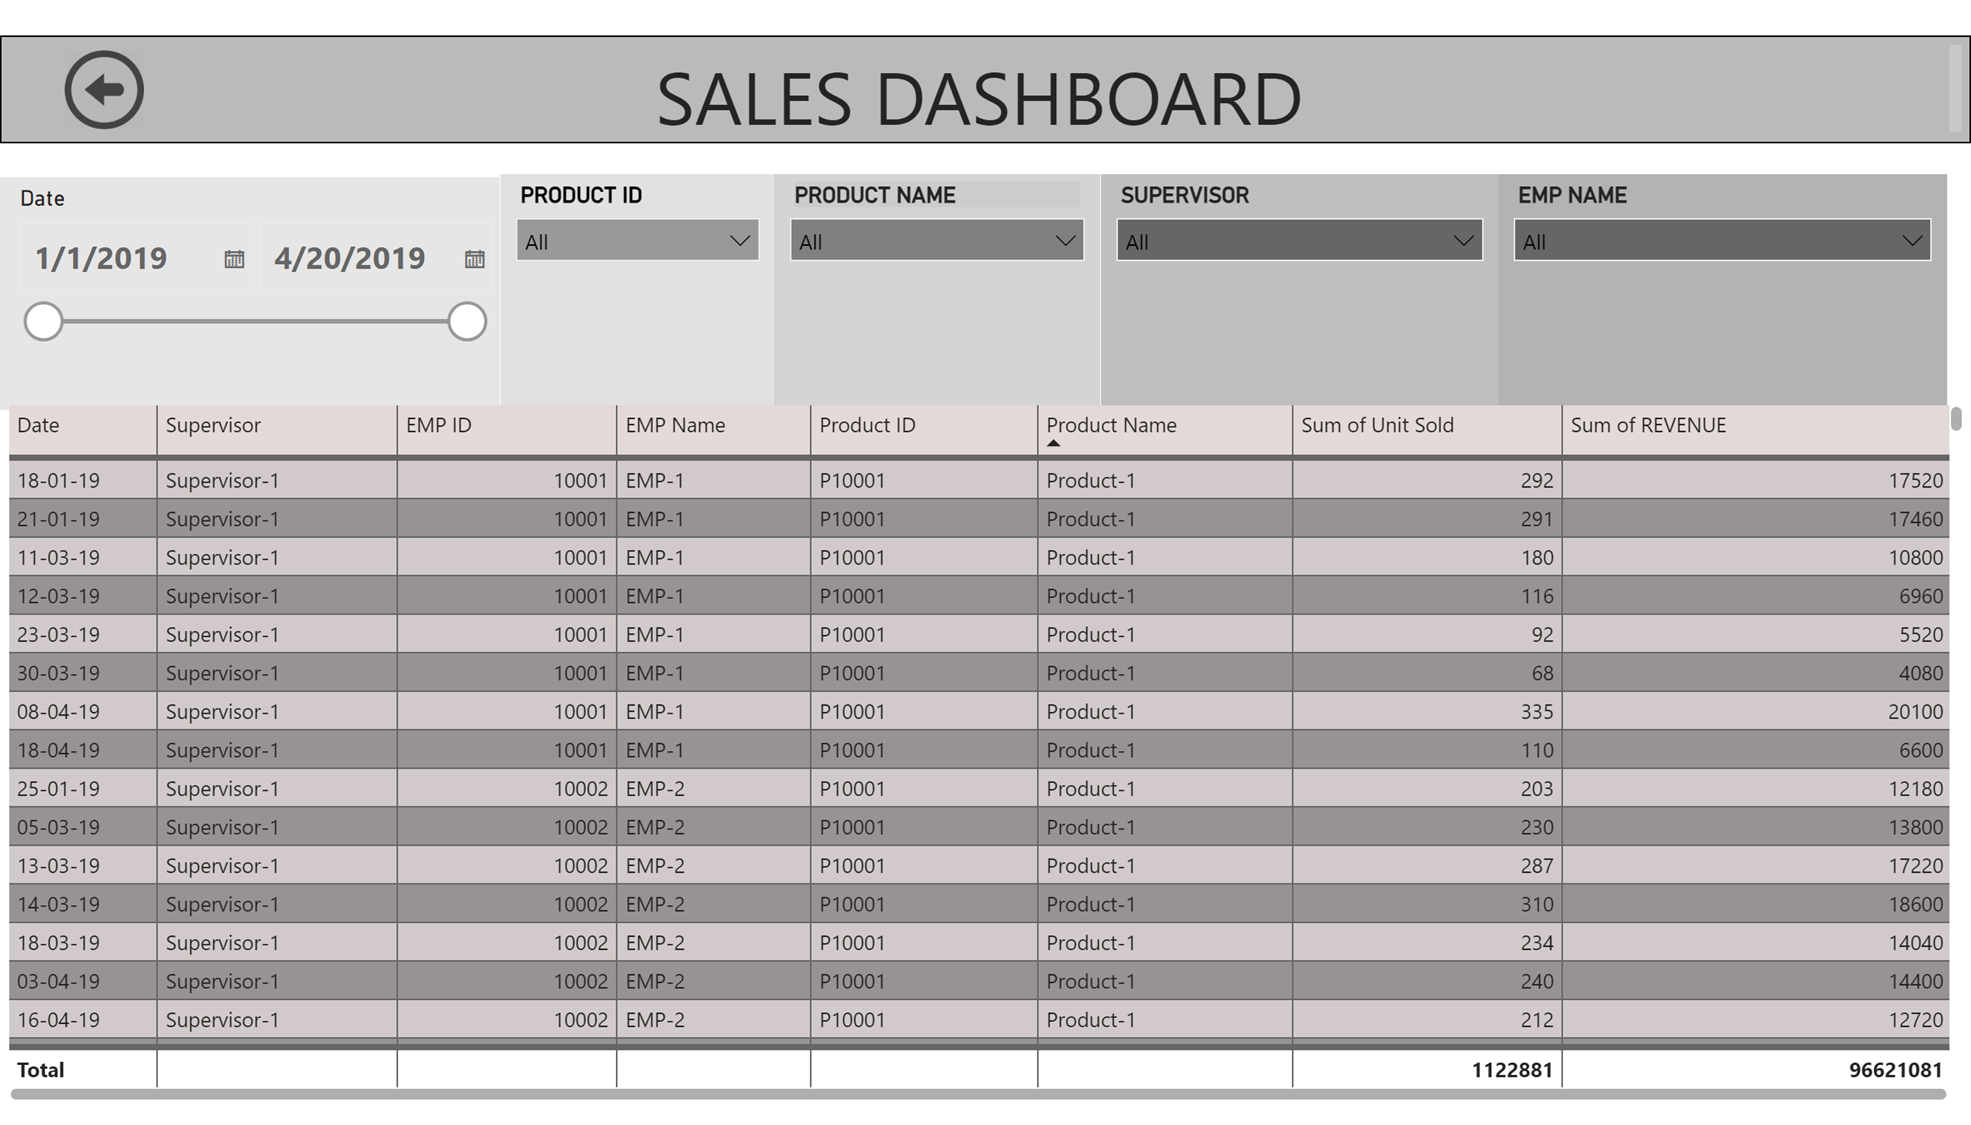 SALES DASHBOARD
Date
1/1/2019 4/20/2019
PRODUCT ID
All
PRODUCT NAME
All
SUPERVISOR
All
EMP NAME
All
Date Supervisor EMP ID EMP Name Product ID Product Name Sum of Unit Sold Sum of REVENUE
18-01-19 Supervisor-1 10001 EMP-1 P10001 Product-1 292 17520
21-01-19 Supervisor-1 10001 EMP-1 P10001 Product-1 291 17460
11-03-19 Supervisor-1 10001 EMP-1 P10001 Product-1 180 10800
12-03-19 Supervisor-1 10001 EMP-1 P10001 Product-1 116 6960
23-03-19 Supervisor-1 10001 EMP-1 P10001 Product-1 92 5520
30-03-19 Supervisor-1 10001 EMP-1 P10001 Product-1 68 4080
08-04-19 Supervisor-1 10001 EMP-1 P10001 Product-1 335 20100
18-04-19 Supervisor-1 10001 EMP-1 P10001 Product-1 110 6600
25-01-19 Supervisor-1 10002 EMP-2 P10001 Product-1 203 12180
05-03-19 Supervisor-1 10002 EMP-2 P10001 Product-1 230 13800
13-03-19 Supervisor-1 10002 EMP-2 P10001 Product-1 287 17220
14-03-19 Supervisor-1 10002 EMP-2 P10001 Product-1 310 18600
18-03-19 Supervisor-1 10002 EMP-2 P10001 Product-1 234 14040
03-04-19 Supervisor-1 10002 EMP-2 P10001 Product-1 240 14400
16-04-19 Supervisor-1 10002 EMP-2 P10001 Product-1 212 12720
Total 1122881 96621081